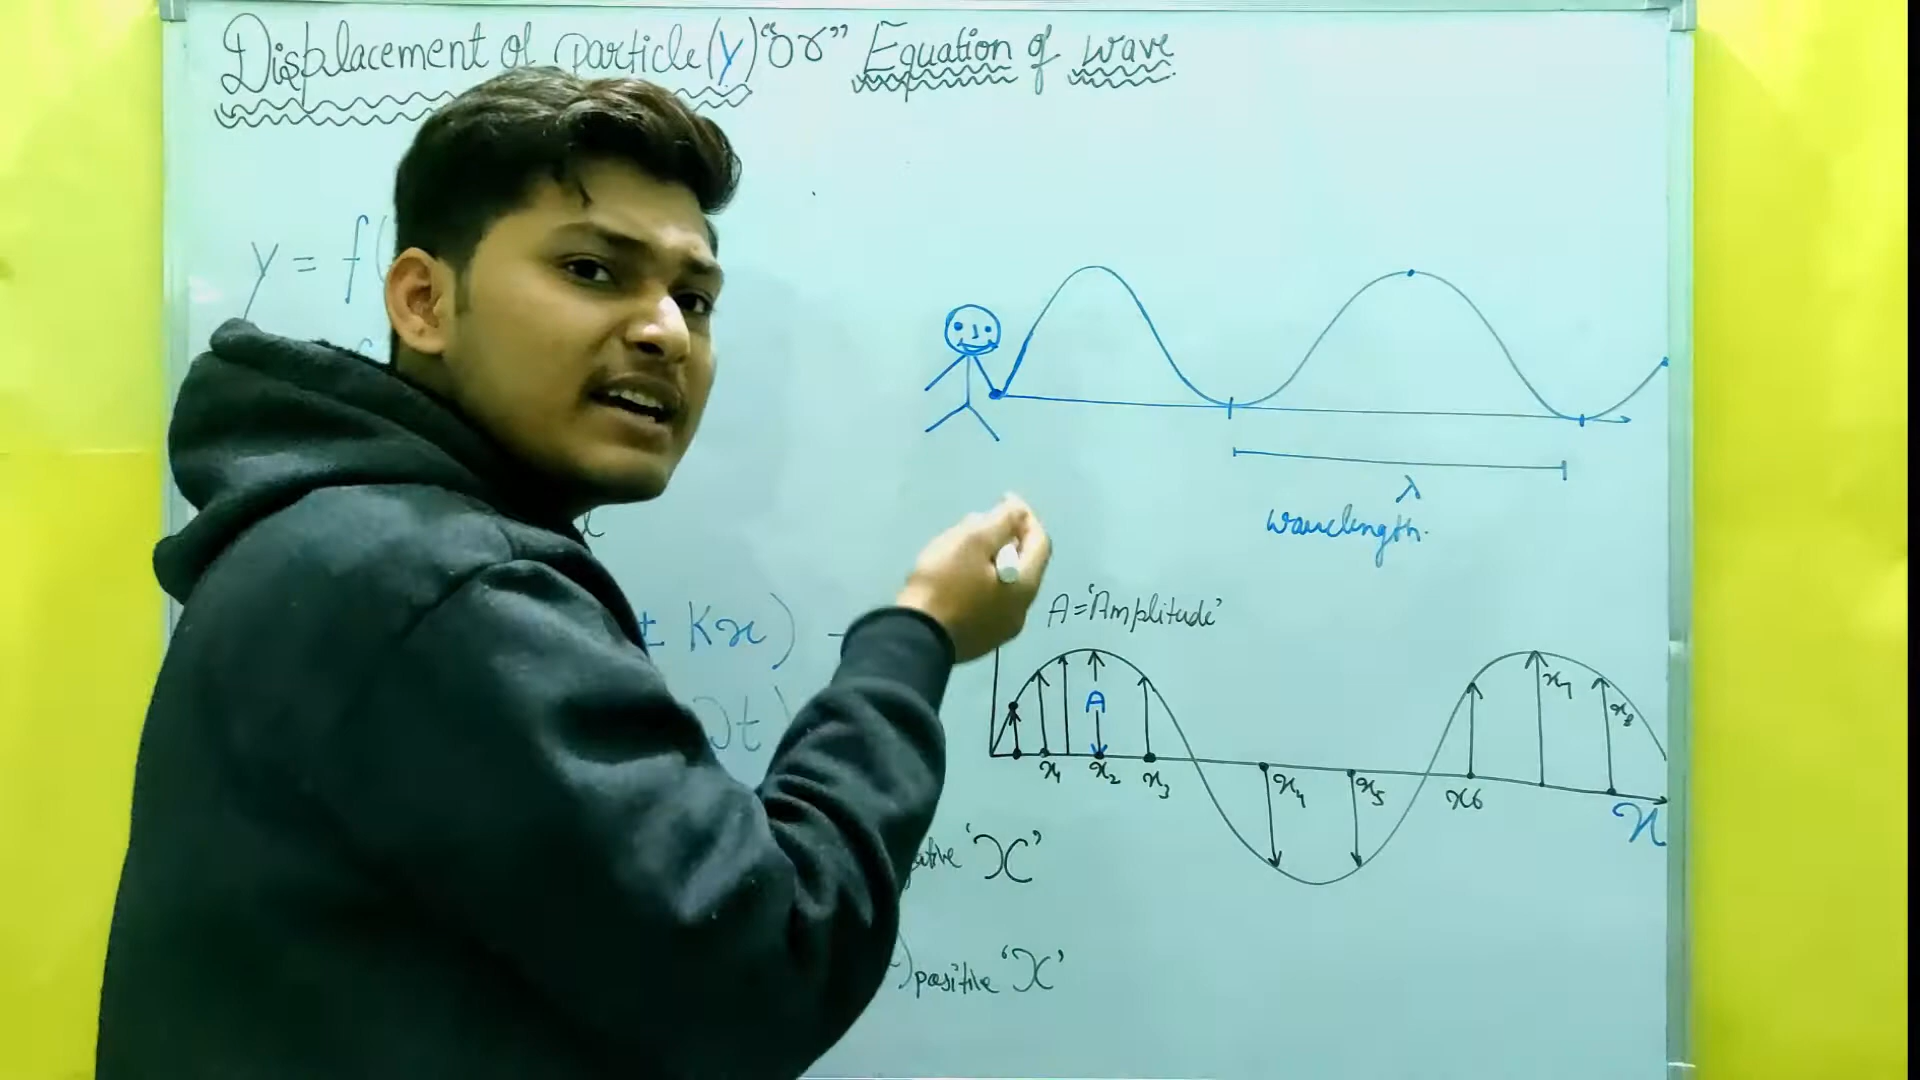 Displacement of particle (y) "Or" Equation of wave
y = f(
λ
wavelength.
A = 'Amplitude'
± Kx)
A
t)
x1 x2 x3 x4 x5 x6 x7 x8
x
'X'
) positive 'X'